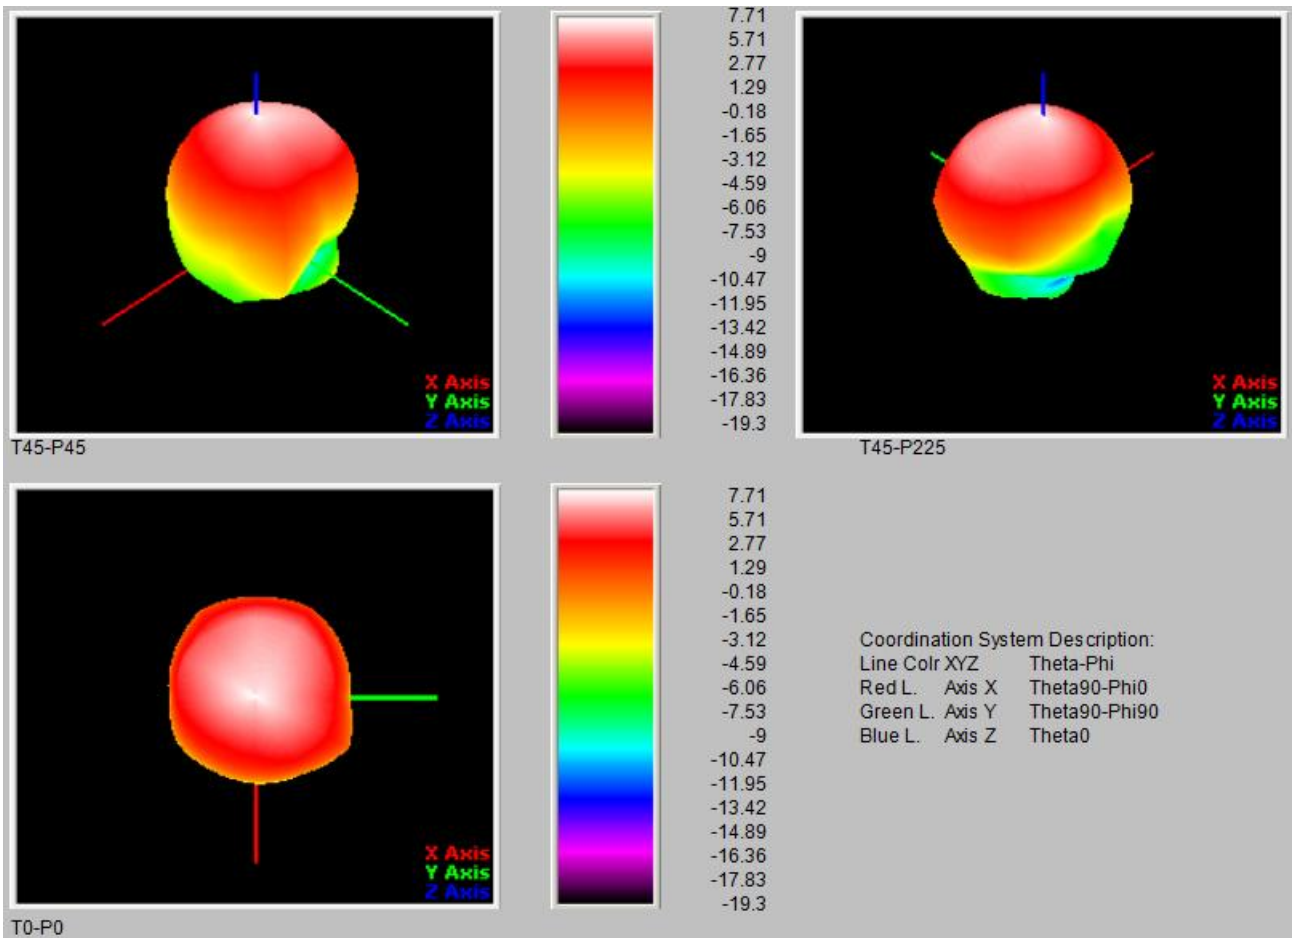 7.71
5.71
2.77
1.29
-0.18
-1.65
-3.12
-4.59
-6.06
-7.53
-9
-10.47
-11.95
-13.42
-14.89
-16.36
-17.83
-19.3
X Axis
Y Axis
Z Axis
T45-P45
X Axis
Y Axis
Z Axis
T45-P225
7.71
5.71
2.77
1.29
-0.18
-1.65
-3.12
-4.59
-6.06
-7.53
-9
-10.47
-11.95
-13.42
-14.89
-16.36
-17.83
-19.3
X Axis
Y Axis
Z Axis
T0-P0
Coordination System Description:
Line Colr XYZ Theta-Phi
Red L. Axis X Theta90-Phi0
Green L. Axis Y Theta90-Phi90
Blue L. Axis Z Theta0